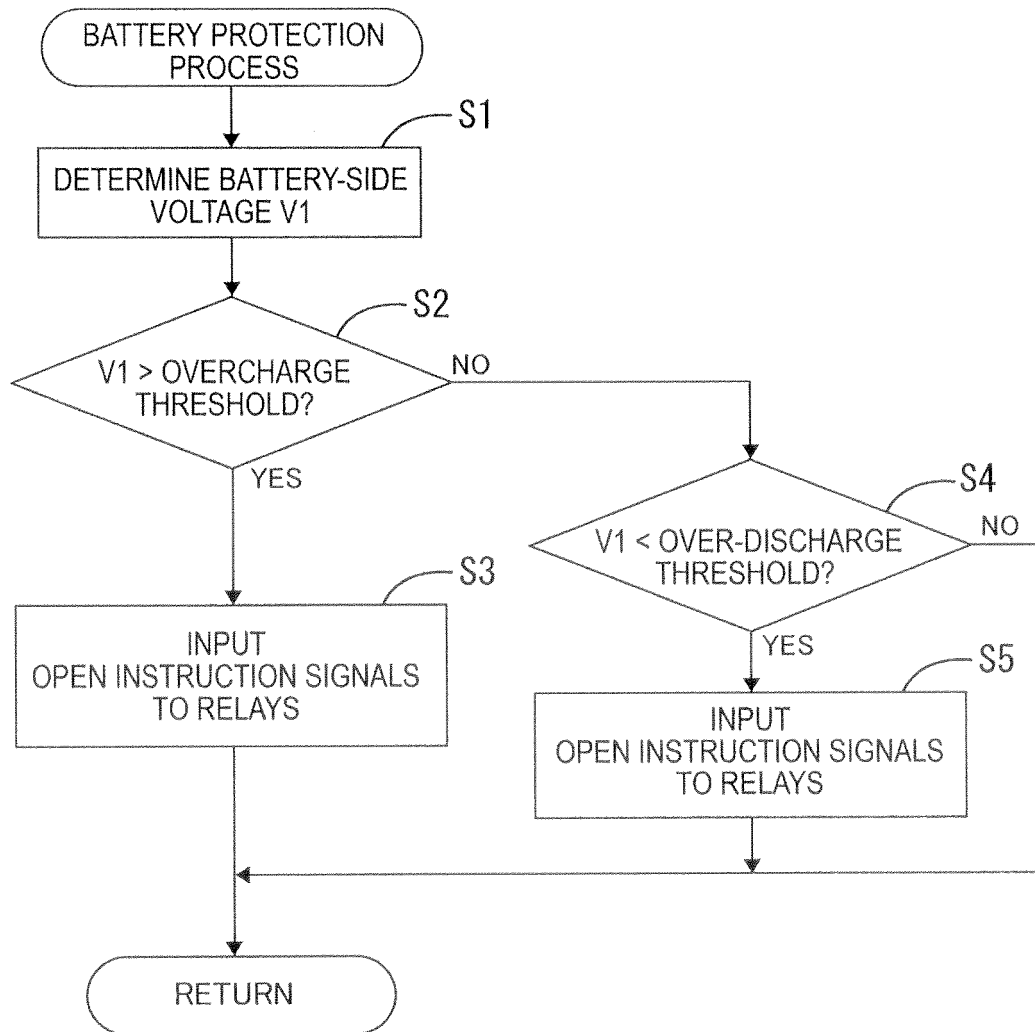 BATTERY PROTECTION
PROCESS
S1
DETERMINE BATTERY-SIDE
VOLTAGE V1
S2
V1 > OVERCHARGE
THRESHOLD?
NO
YES
S4
V1 < OVER-DISCHARGE
THRESHOLD?
NO
YES
S3
INPUT
OPEN INSTRUCTION SIGNALS
TO RELAYS
S5
INPUT
OPEN INSTRUCTION SIGNALS
TO RELAYS
RETURN